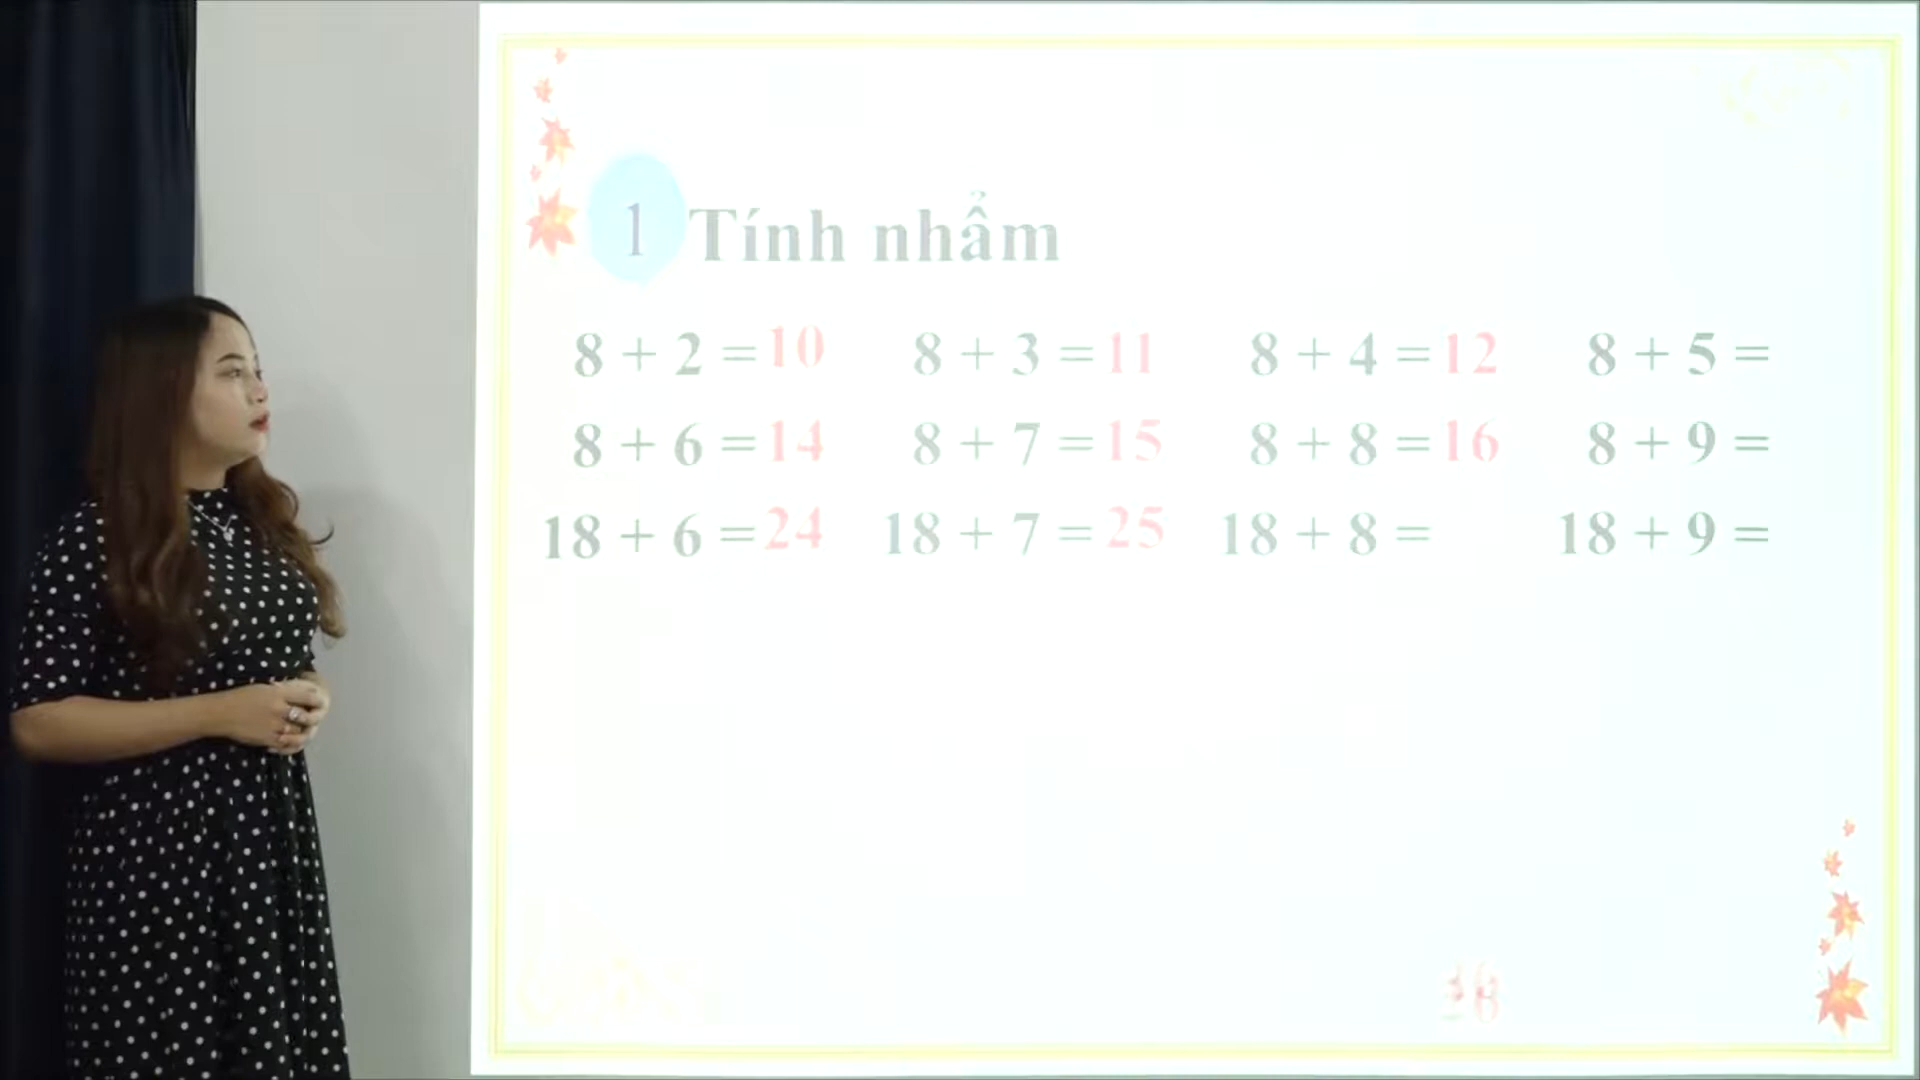 1 Tính nhẩm
8 + 2 = 10 8 + 3 = 11 8 + 4 = 12 8 + 5 =
8 + 6 = 14 8 + 7 = 15 8 + 8 = 16 8 + 9 =
18 + 6 = 24 18 + 7 = 25 18 + 8 = 18 + 9 =